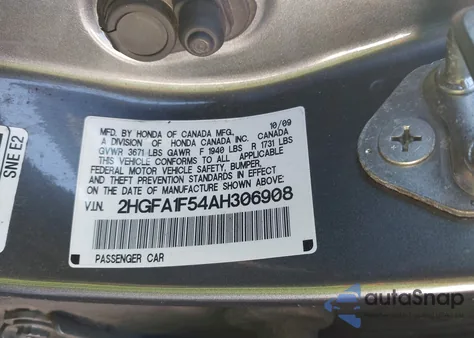 10/09
MFD. BY HONDA OF CANADA MFG.,
A DIVISION OF HONDA CANADA INC. CANADA
GVWR 3671 LBS GAWR F 1940 LBS R 1731 LBS
THIS VEHICLE CONFORMS TO ALL APPLICABLE
FEDERAL MOTOR VEHICLE SAFETY, BUMPER,
AND THEFT PREVENTION STANDARDS IN EFFECT
ON THE DATE OF MANUFACTURE SHOWN ABOVE:
V.I.N. 2HGFA1F54AH306908
PASSENGER CAR
SME E2
autoSnap